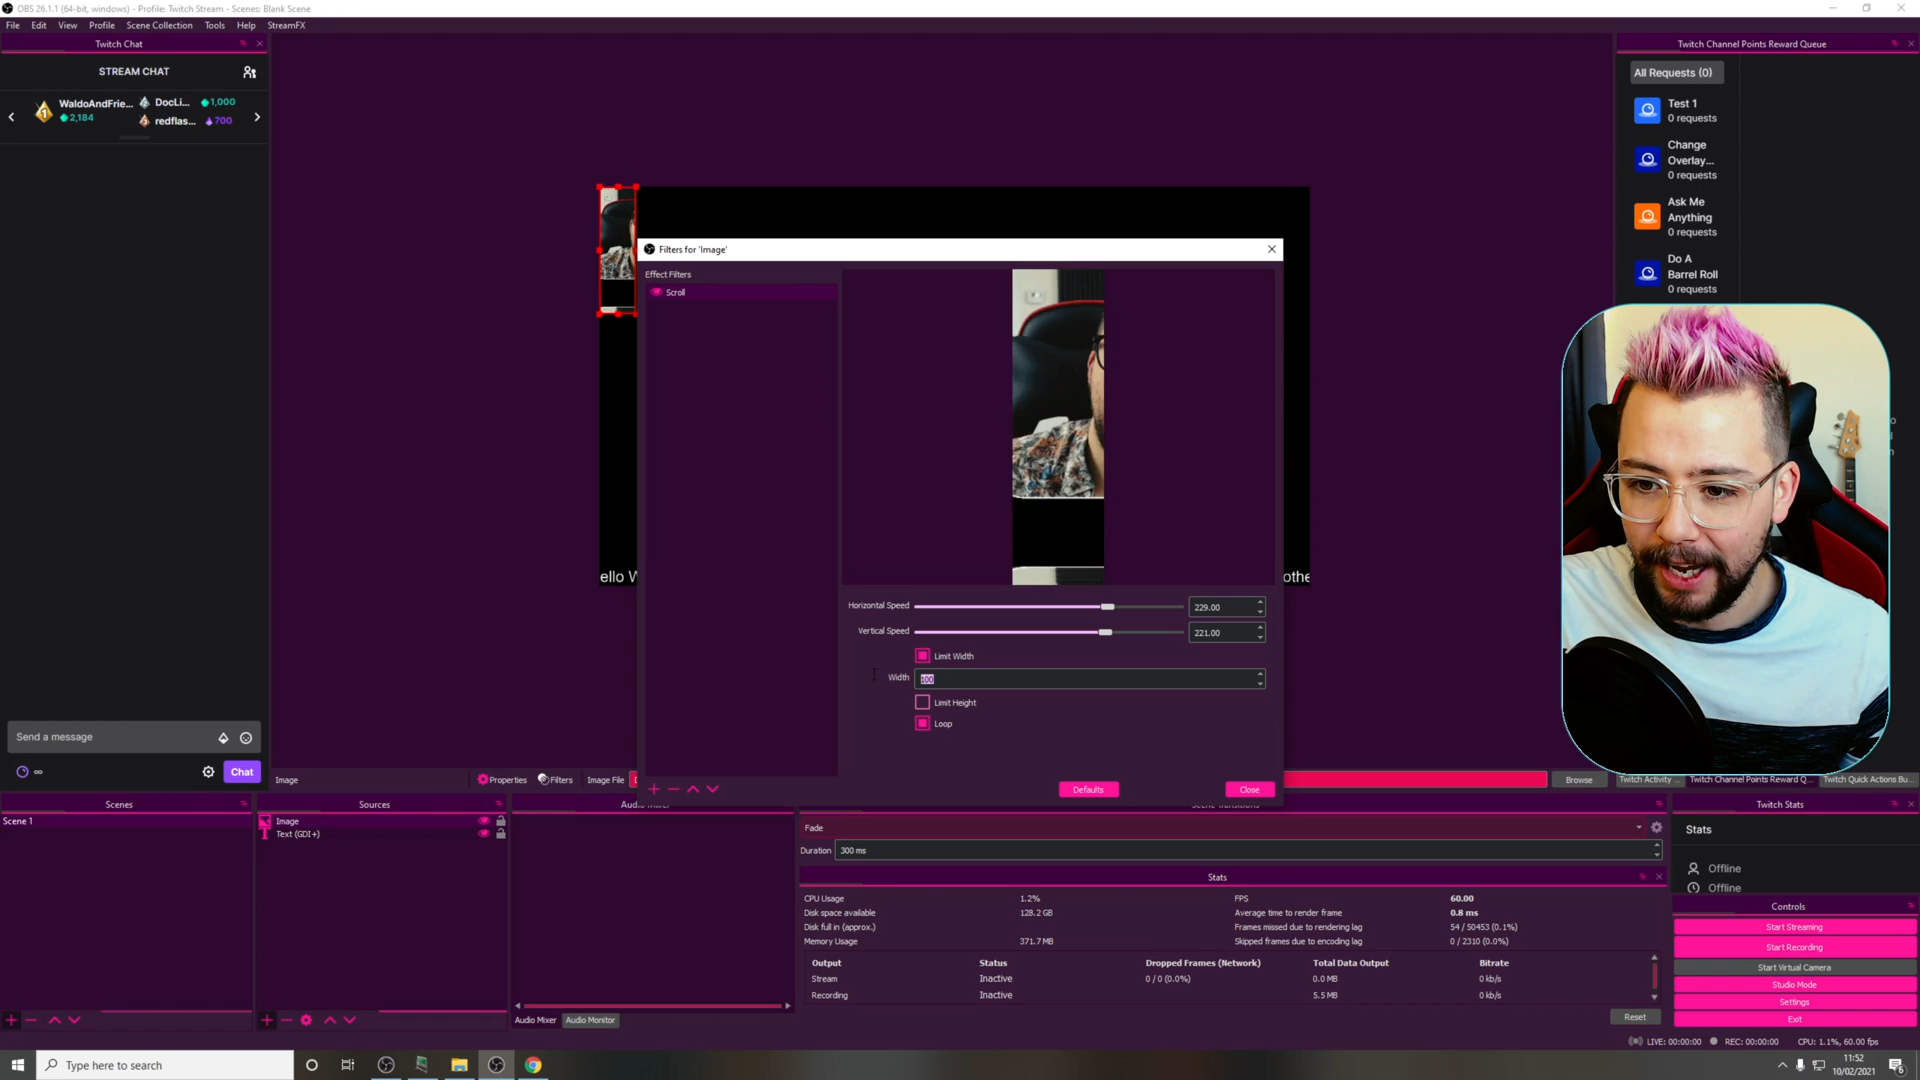 OBS 26.1.1 (64-bit, windows) - Profile: Twitch Stream - Scenes: Blank Scene
File Edit View Profile Scene Collection Tools Help StreamFX
Twitch Chat
STREAM CHAT
WaldoAndFrie...
2,184
DocLi... 1,000
redflas... 700
Twitch Channel Points Reward Queue
All Requests (0)
Test 1
0 requests
Change
Overlay...
0 requests
Ask Me
Anything
0 requests
Do A
Barrel Roll
0 requests
Filters for 'Image'
Effect Filters
Scroll
ello W
othe
Horizontal Speed 229.00
Vertical Speed 221.00
Limit Width
Width 100
Limit Height
Loop
Defaults
Close
Send a message
Chat
Image
Properties
Filters
Image File
Browse
Twitch Activity ...
Twitch Channel Points Reward Q...
Twitch Quick Actions Bu...
Scenes
Scene 1
Sources
Image
Text (GDI+)
Audio Mixer
Audio Monitor
Scene Transitions
Fade
Duration 300 ms
Stats
CPU Usage 1.2%
Disk space available 128.2 GB
Disk full in (approx.)
Memory Usage 371.7 MB
FPS 60.00
Average time to render frame 0.8 ms
Frames missed due to rendering lag 54 / 50453 (0.1%)
Skipped frames due to encoding lag 0 / 2310 (0.0%)
Output Status Dropped Frames (Network) Total Data Output Bitrate
Stream Inactive 0 / 0 (0.0%) 0.0 MB 0 kb/s
Recording Inactive 5.5 MB 0 kb/s
Reset
Twitch Stats
Stats
Offline
Offline
Controls
Start Streaming
Start Recording
Start Virtual Camera
Studio Mode
Settings
Exit
LIVE: 00:00:00 REC: 00:00:00 CPU: 1.1%, 60.00 fps
Type here to search
11:52
10/02/2021